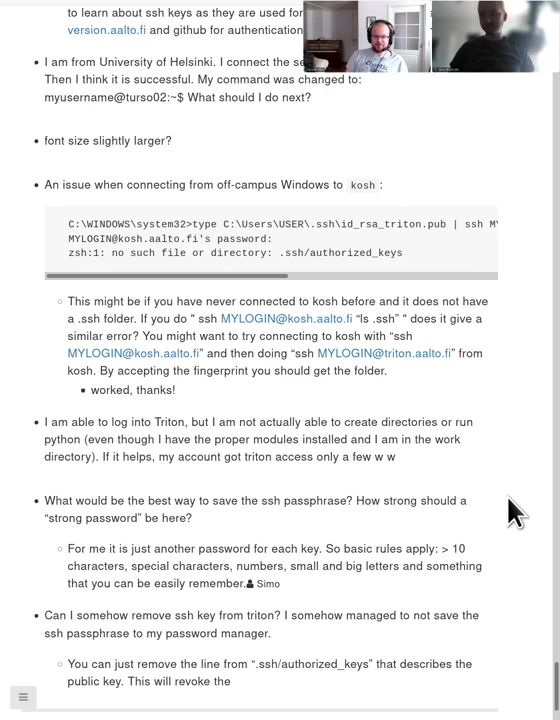 to learn about ssh keys as they are used for
version.aalto.fi and github for authentication
I am from University of Helsinki. I connect the se
Then I think it is successful. My command was changed to:
myusername@turso02:~$ What should I do next?
font size slightly larger?
An issue when connecting from off-campus Windows to kosh :
C:\WINDOWS\system32>type C:\Users\USER\.ssh\id_rsa_triton.pub | ssh MY
MYLOGIN@kosh.aalto.fi's password:
zsh:1: no such file or directory: .ssh/authorized_keys
This might be if you have never connected to kosh before and it does not have
a .ssh folder. If you do " ssh MYLOGIN@kosh.aalto.fi “ls .ssh” " does it give a
similar error? You might want to try connecting to kosh with “ssh
MYLOGIN@kosh.aalto.fi” and then doing “ssh MYLOGIN@triton.aalto.fi” from
kosh. By accepting the fingerprint you should get the folder.
worked, thanks!
I am able to log into Triton, but I am not actually able to create directories or run
python (even though I have the proper modules installed and I am in the work
directory). If it helps, my account got triton access only a few w w
What would be the best way to save the ssh passphrase? How strong should a
“strong password” be here?
For me it is just another password for each key. So basic rules apply: > 10
characters, special characters, numbers, small and big letters and something
that you can be easily remember. Simo
Can I somehow remove ssh key from triton? I somehow managed to not save the
ssh passphrase to my password manager.
You can just remove the line from “.ssh/authorized_keys” that describes the
public key. This will revoke the